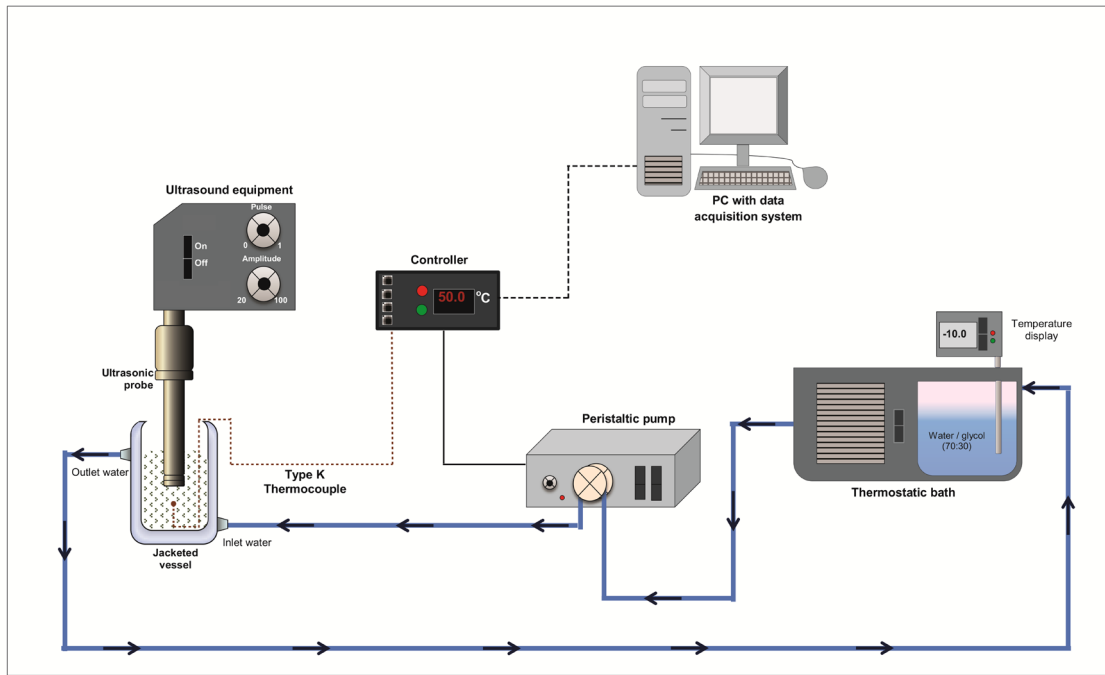 PC with data
acquisition system
Ultrasound equipment
Pulse
0 1
On
Off
Amplitude
20 100
Controller
50.0 °C
Ultrasonic
probe
Temperature
display
-10.0
Water / glycol
(70:30)
Thermostatic bath
Peristaltic pump
Type K
Thermocouple
Outlet water
Inlet water
Jacketed
vessel